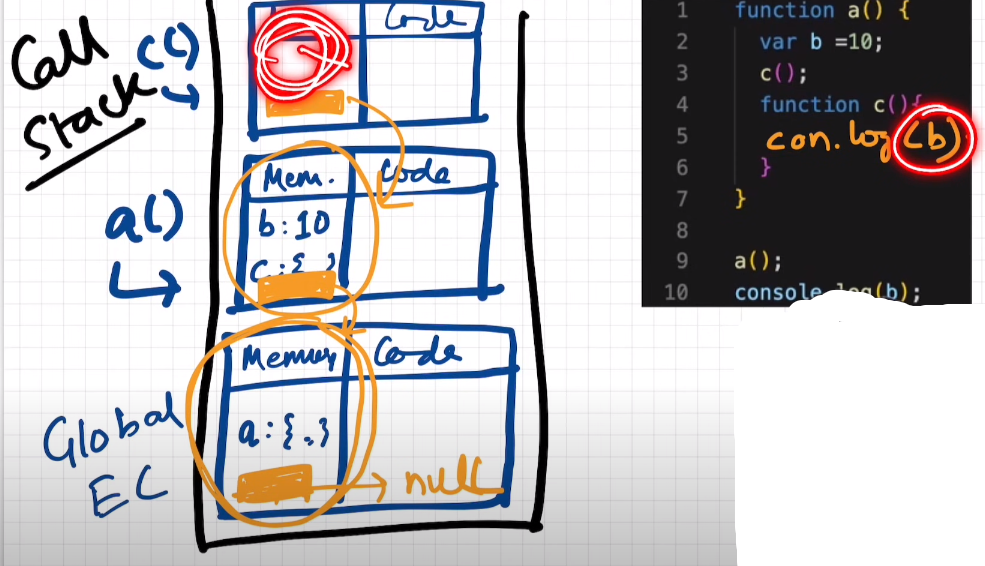 Call
Stack
c()
Code
a()
Mem.
Code
b:10
c:{ }
Global
EC
Memory
Code
a:{.}
null
1 function a() {
2 var b =10;
3 c();
4 function c(){
5 con.log(b)
6 }
7 }
8
9 a();
10 console.log(b);